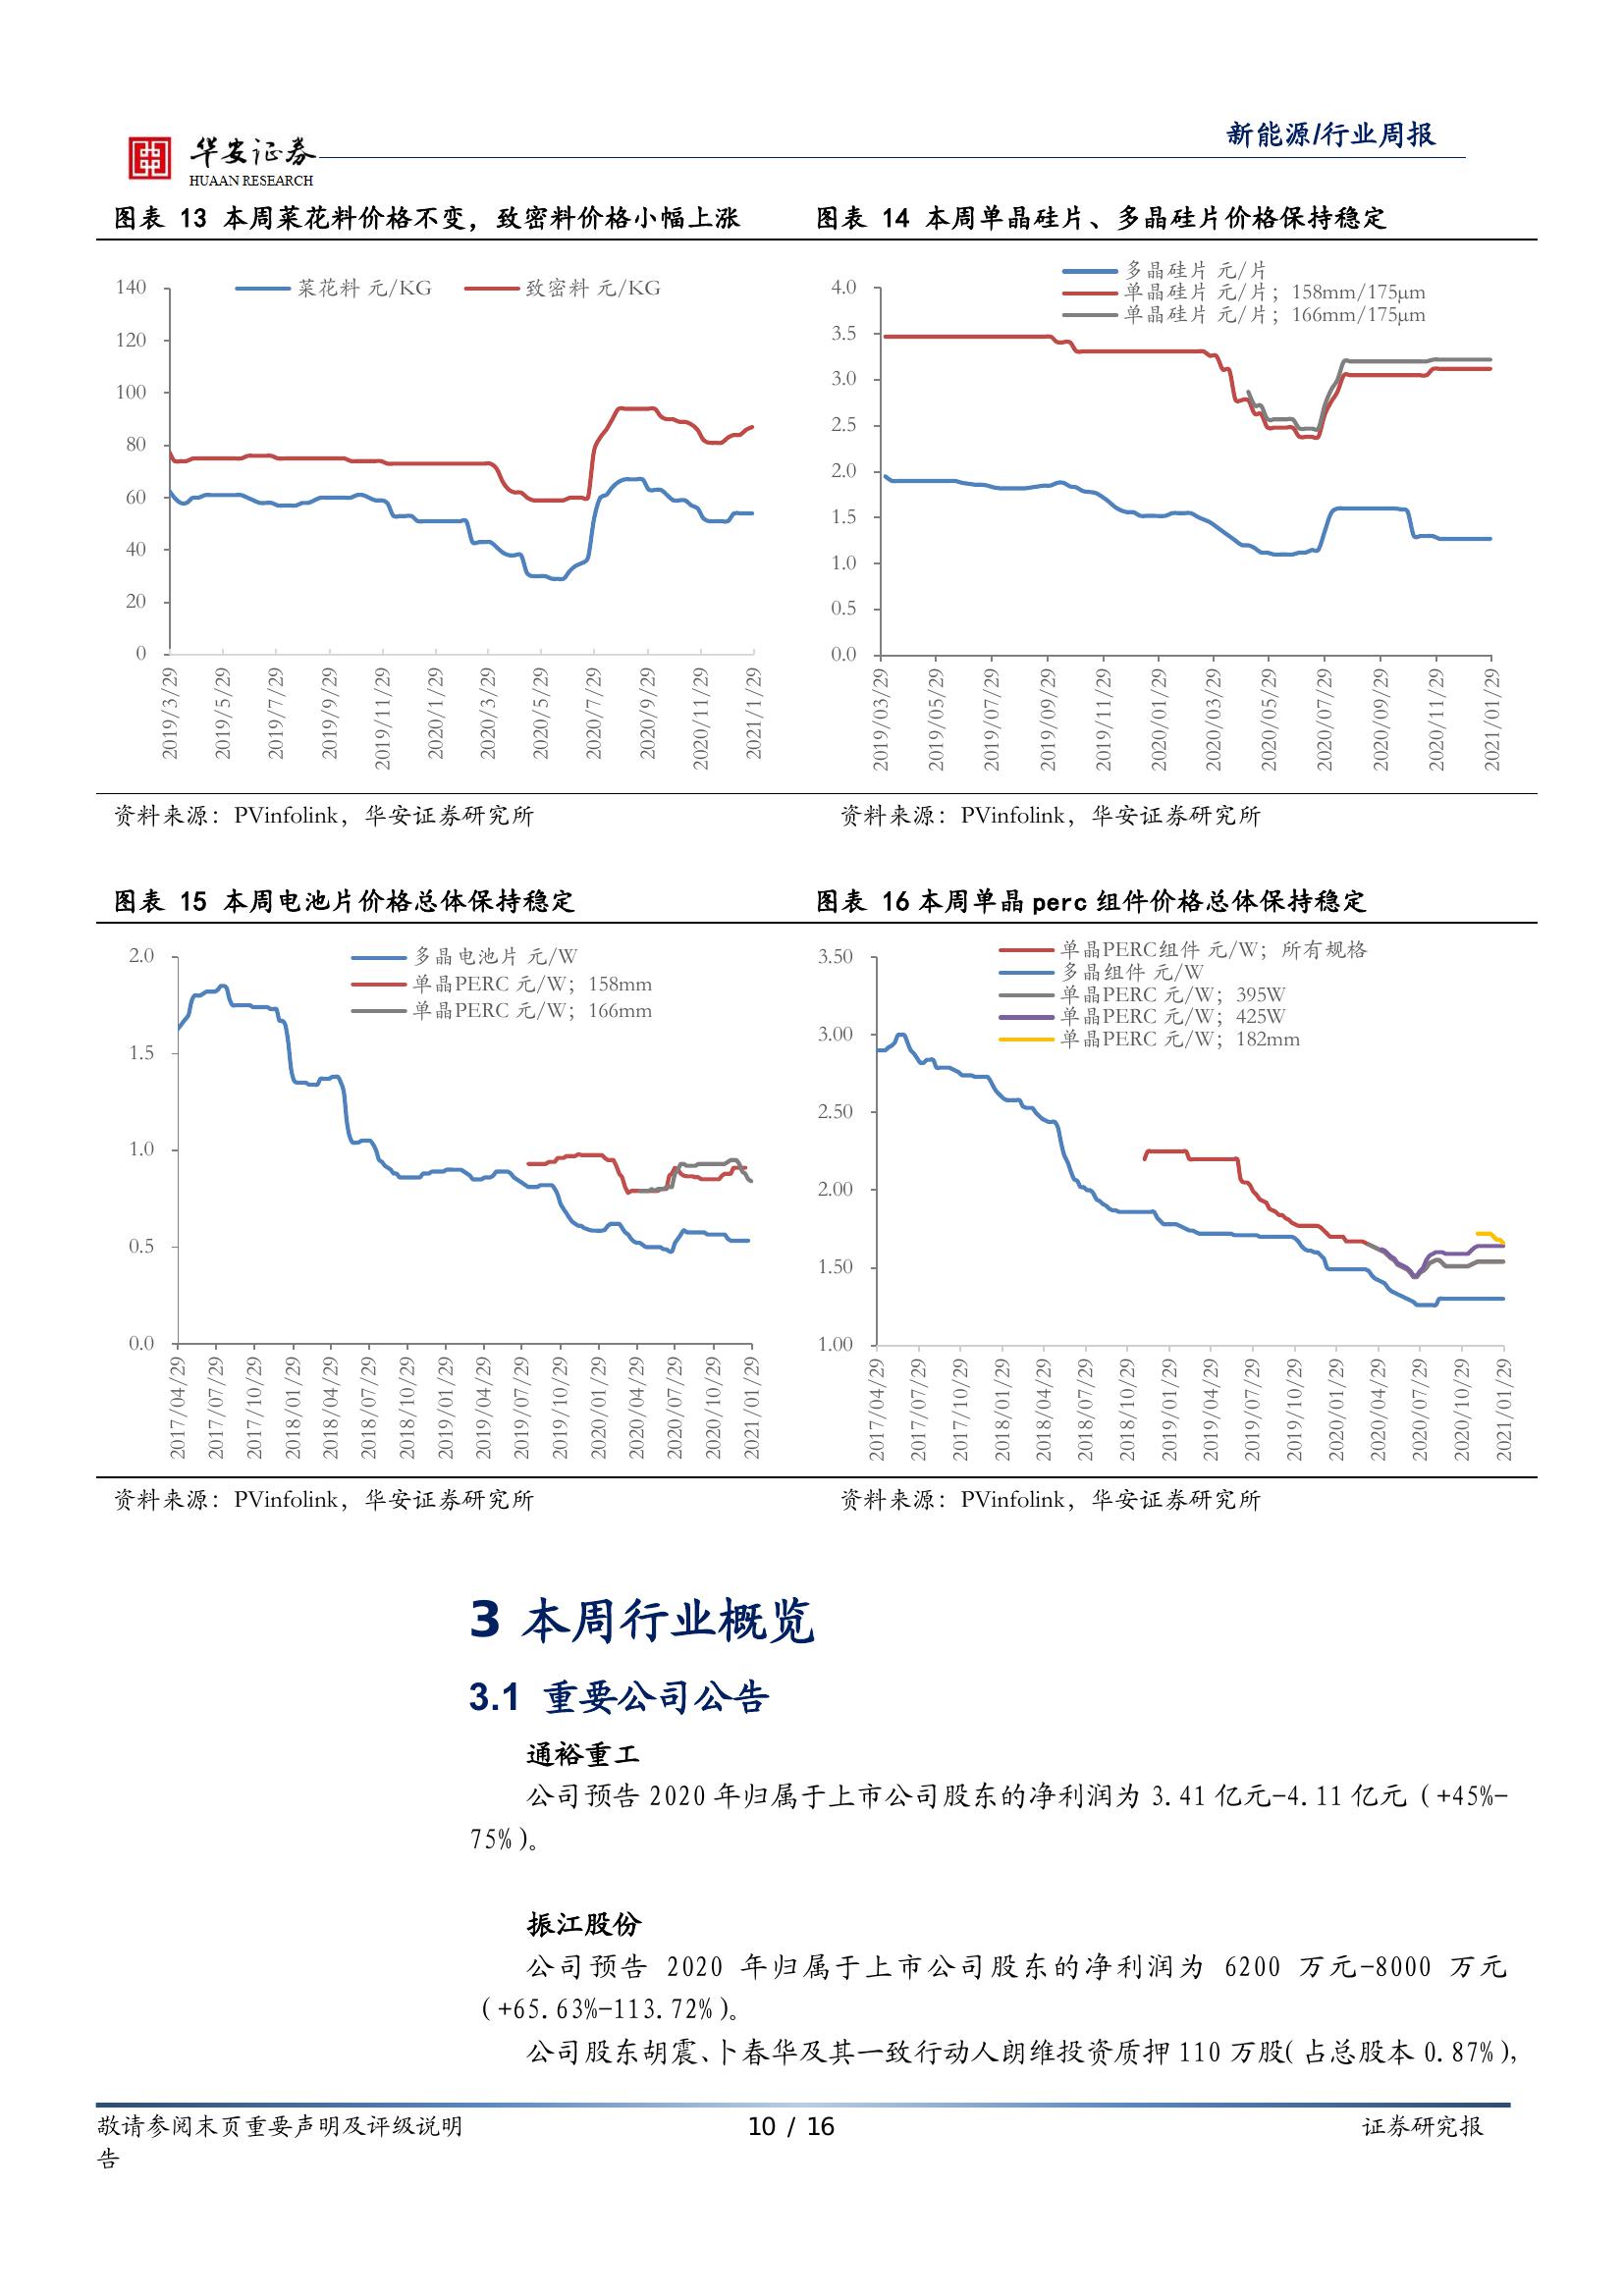 新能源/行业周报
华安证券
HUAAN RESEARCH
图表 13 本周菜花料价格不变，致密料价格小幅上涨
菜花料 元/KG 致密料 元/KG
140
120
100
80
60
40
20
0
2019/3/29 2019/5/29 2019/7/29 2019/9/29 2019/11/29 2020/1/29 2020/3/29 2020/5/29 2020/7/29 2020/9/29 2020/11/29 2021/1/29
资料来源：PVinfolink，华安证券研究所
图表 14 本周单晶硅片、多晶硅片价格保持稳定
多晶硅片 元/片
单晶硅片 元/片；158mm/175μm
单晶硅片 元/片；166mm/175μm
4.0
3.5
3.0
2.5
2.0
1.5
1.0
0.5
0.0
2019/03/29 2019/05/29 2019/07/29 2019/09/29 2019/11/29 2020/01/29 2020/03/29 2020/05/29 2020/07/29 2020/09/29 2020/11/29 2021/01/29
资料来源：PVinfolink，华安证券研究所
图表 15 本周电池片价格总体保持稳定
多晶电池片 元/W
单晶PERC 元/W；158mm
单晶PERC 元/W；166mm
2.0
1.5
1.0
0.5
0.0
2017/04/29 2017/07/29 2017/10/29 2018/01/29 2018/04/29 2018/07/29 2018/10/29 2019/01/29 2019/04/29 2019/07/29 2019/10/29 2020/01/29 2020/04/29 2020/07/29 2020/10/29 2021/01/29
资料来源：PVinfolink，华安证券研究所
图表 16 本周单晶 perc 组件价格总体保持稳定
单晶PERC组件 元/W；所有规格
多晶组件 元/W
单晶PERC 元/W；395W
单晶PERC 元/W；425W
单晶PERC 元/W；182mm
3.50
3.00
2.50
2.00
1.50
1.00
2017/04/29 2017/07/29 2017/10/29 2018/01/29 2018/04/29 2018/07/29 2018/10/29 2019/01/29 2019/04/29 2019/07/29 2019/10/29 2020/01/29 2020/04/29 2020/07/29 2020/10/29 2021/01/29
资料来源：PVinfolink，华安证券研究所
3 本周行业概览
3.1 重要公司公告
通裕重工
公司预告 2020 年归属于上市公司股东的净利润为 3.41 亿元-4.11 亿元（+45%-
75%）。
振江股份
公司预告 2020 年归属于上市公司股东的净利润为 6200 万元-8000 万元
（+65.63%-113.72%）。
公司股东胡震、卜春华及其一致行动人朗维投资质押 110 万股（占总股本 0.87%），
敬请参阅末页重要声明及评级说明 10 / 16 证券研究报
告